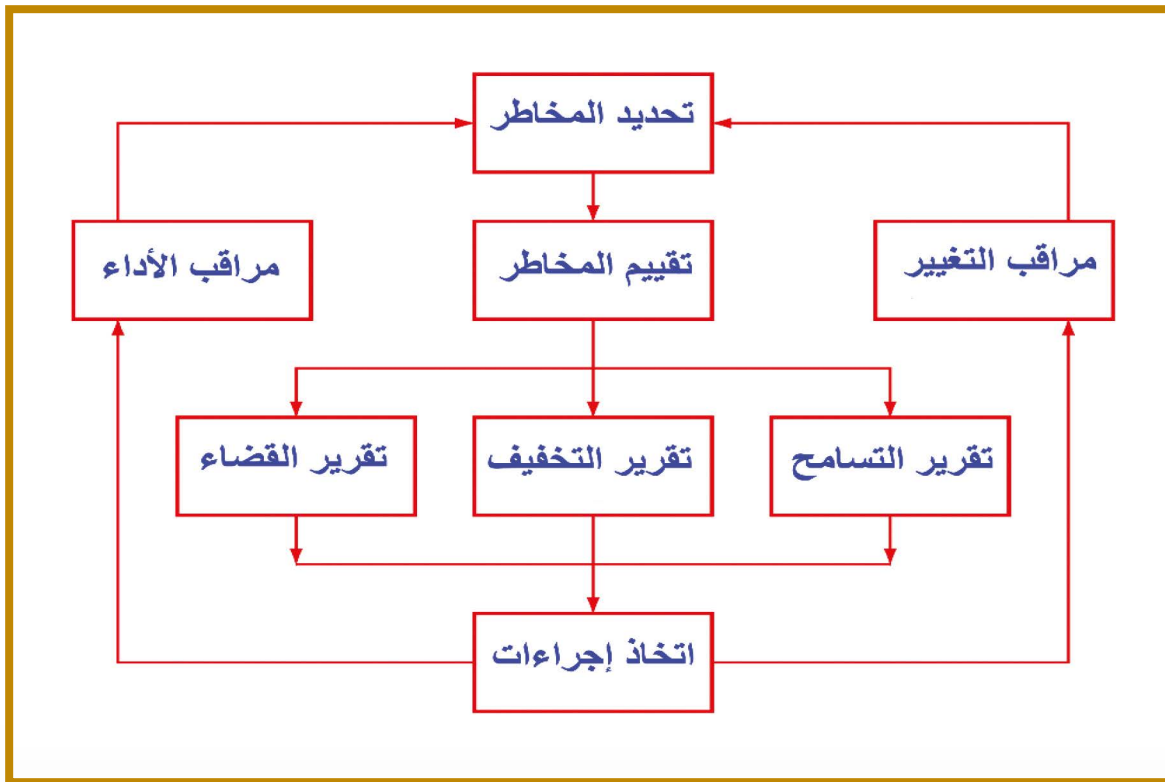 تحديد المخاطر
مراقب التغيير
تقييم المخاطر
مراقب الأداء
تقرير التسامح
تقرير التخفيف
تقرير القضاء
اتخاذ إجراءات